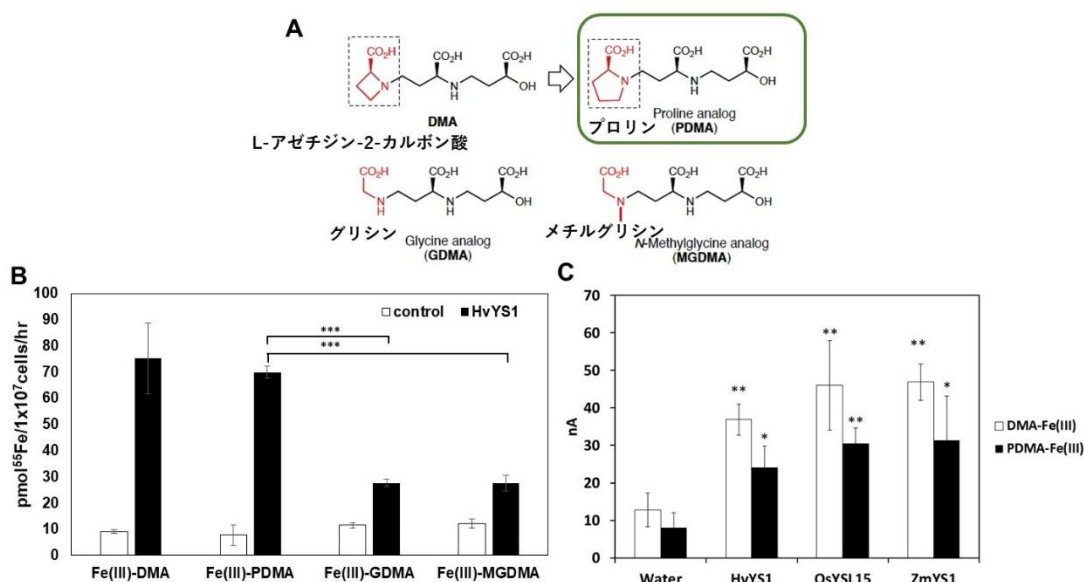 A
CO₂H
CO₂H
CO₂H
N
N
H
OH
DMA
L-アゼチジン-2-カルボン酸
CO₂H
CO₂H
CO₂H
N
N
H
OH
Proline analog
プロリン (PDMA)
CO₂H
CO₂H
CO₂H
N
H
N
H
OH
グリシン
Glycine analog
(GDMA)
CO₂H
CO₂H
CO₂H
N
N
H
OH
メチルグリシン
N-Methylglycine analog
(MGDMA)
B
pmol⁵⁵Fe/1x10⁷cells/hr
100
90
80
70
60
50
40
30
20
10
0
control HvYS1
***
***
Fe(III)-DMA Fe(III)-PDMA Fe(III)-GDMA Fe(III)-MGDMA
C
nA
70
60
50
40
30
20
10
0
** * ** ** ** *
DMA-Fe(III)
PDMA-Fe(III)
Water HvYS1 OsYSL15 ZmYS1